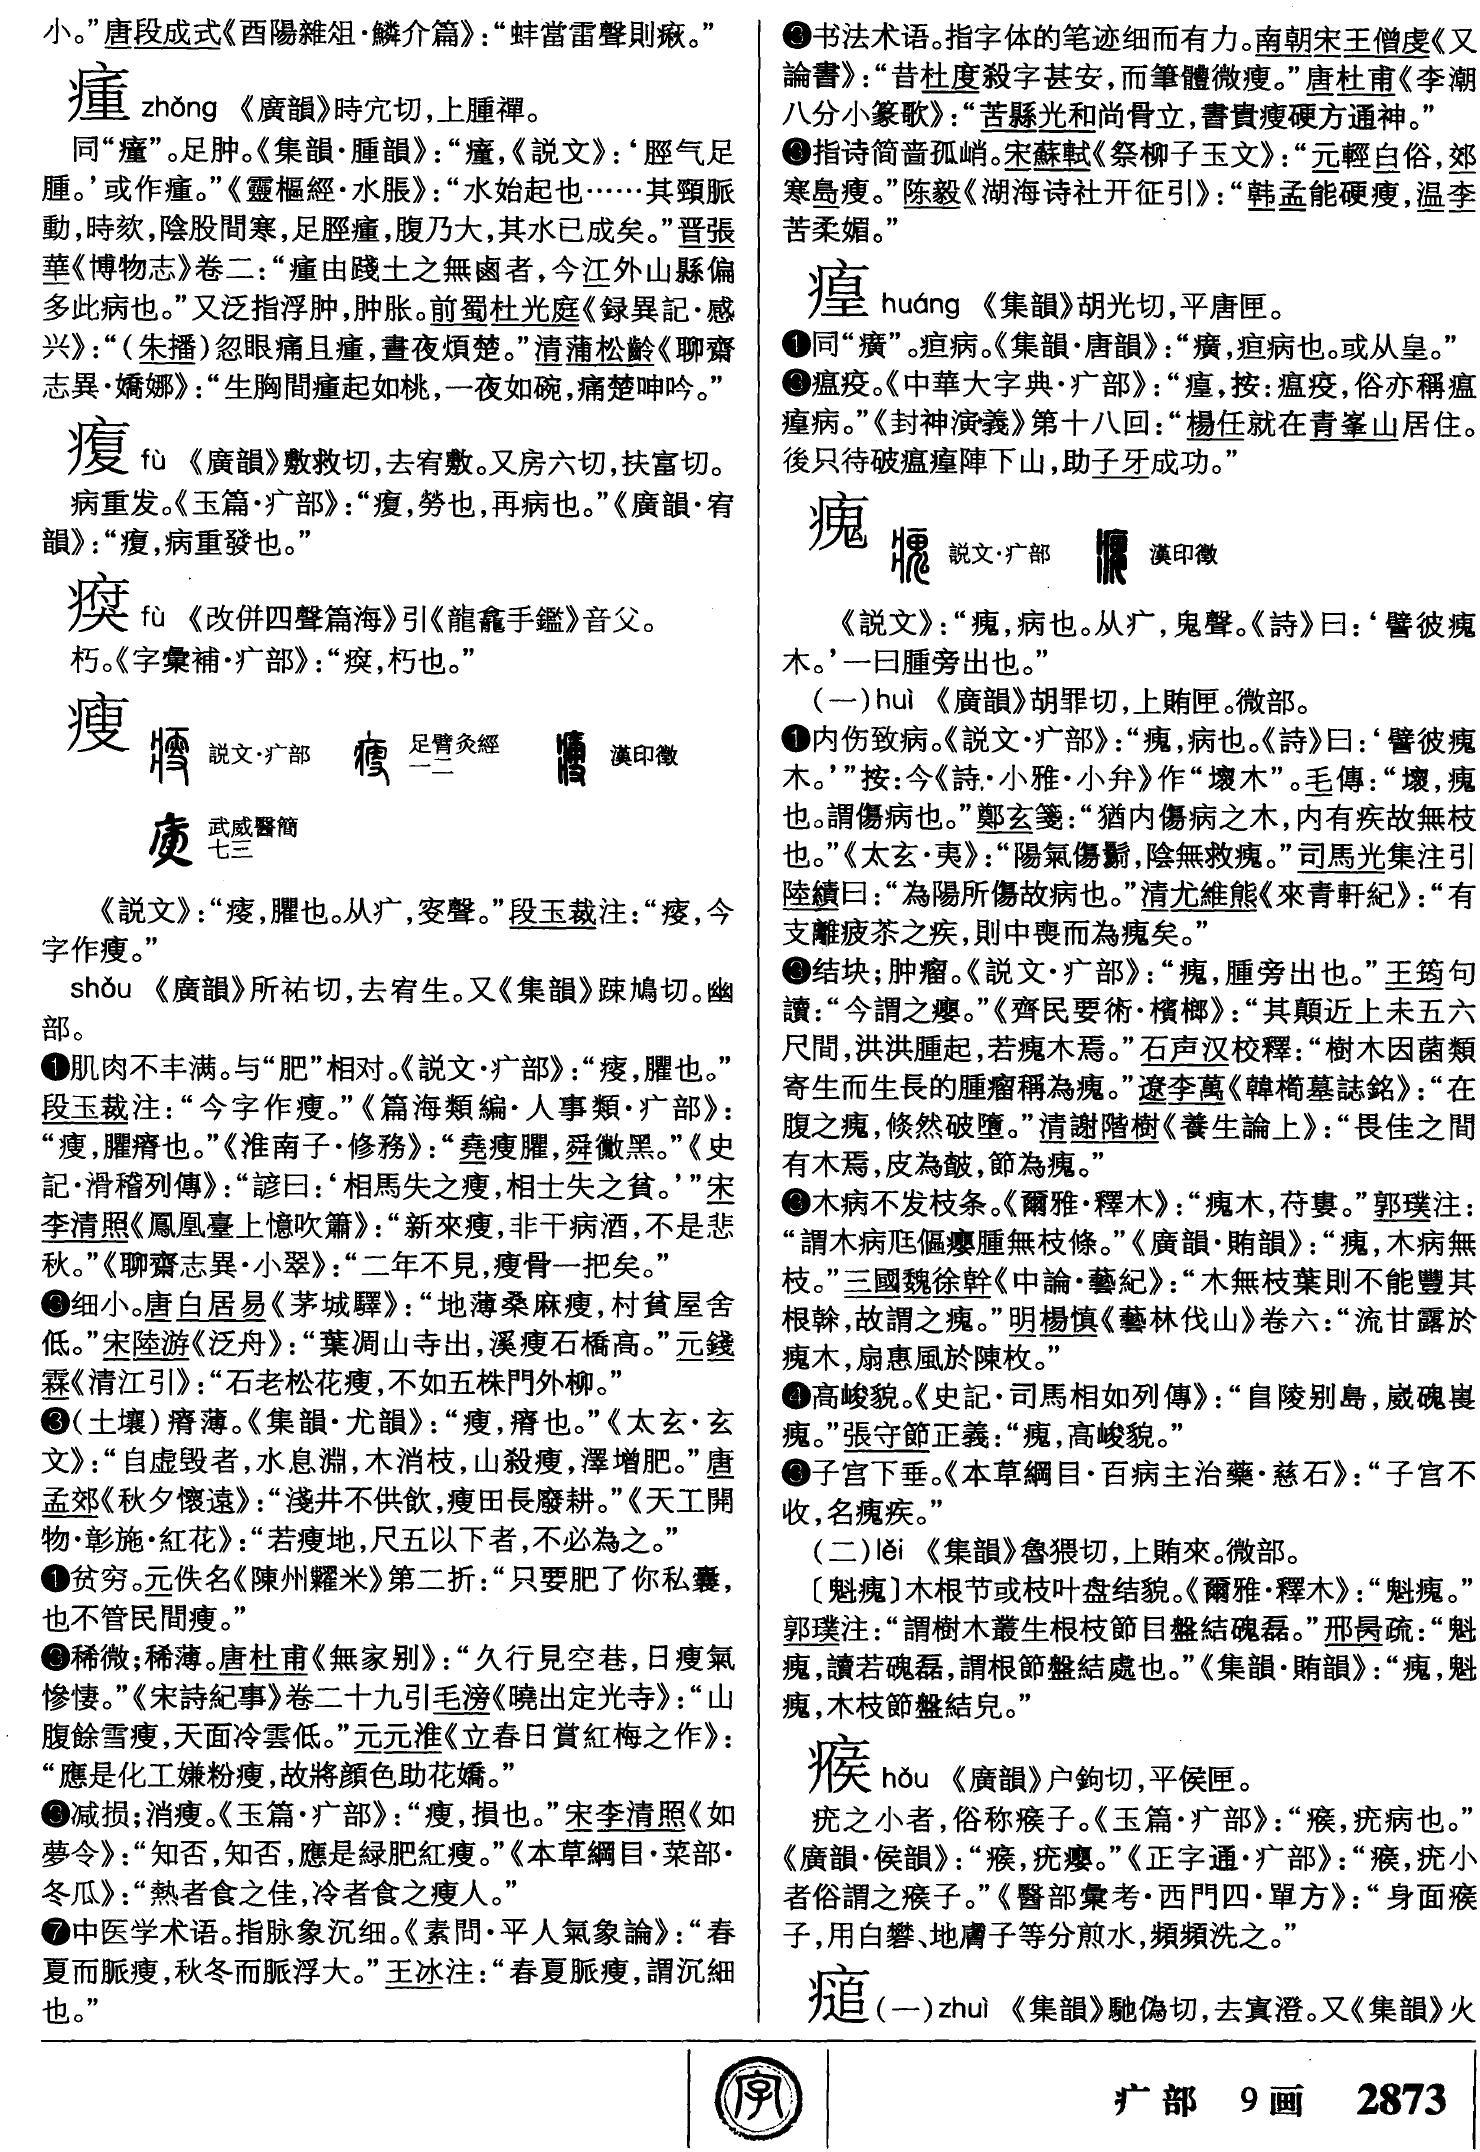 小。”唐段成式《酉陽雜俎·鱗介篇》：“蚌當雷聲則瘷。”
瘇 zhǒng 《廣韻》時宂切，上腫禪。
同“𤺄”。足肿。《集韻·腫韻》：“𤺄，《説文》：‘脛气足
腫。’或作瘇。”《靈樞經·水脹》：“水始起也……其頸脈
動，時欬，陰股間寒，足脛瘇，腹乃大，其水已成矣。”晋張
華《博物志》卷二：“瘇由踐土之無鹵者，今江外山縣偏
多此病也。”又泛指浮肿，肿胀。前蜀杜光庭《録異記·感
兴》：“（朱播）忽眼痛且瘇，晝夜煩楚。”清蒲松齡《聊齋
志異·嬌娜》：“生胸間瘇起如桃，一夜如碗，痛楚呻吟。”
㾺 fù 《廣韻》敷救切，去宥敷。又房六切，扶富切。
病重发。《玉篇·疒部》：“㾺，勞也，再病也。”《廣韻·宥
韻》：“㾺，病重發也。”
fù 《改併四聲篇海》引《龍龕手鑑》音父。
朽。《字彙補·疒部》：“，朽也。”
瘦 説文·疒部 足臂灸經一二 漢印徵
武威醫簡七三
《説文》：“㾭，臞也。从疒，叜聲。”段玉裁注：“㾭，今
字作瘦。”
shǒu 《廣韻》所祐切，去宥生。又《集韻》踈鳩切。幽
部。
❶肌肉不丰满。与“肥”相对。《説文·疒部》：“㾭，臞也。”
段玉裁注：“今字作瘦。”《篇海類編·人事類·疒部》：
“瘦，臞瘠也。”《淮南子·修務》：“堯瘦臞，舜黴黑。”《史
記·滑稽列傳》：“諺曰：‘相馬失之瘦，相士失之貧。’”宋
李清照《鳳凰臺上憶吹簫》：“新來瘦，非干病酒，不是悲
秋。”《聊齋志異·小翠》：“二年不見，瘦骨一把矣。”
❸细小。唐白居易《茅城驛》：“地薄桑麻瘦，村貧屋舍
低。”宋陸游《泛舟》：“葉凋山寺出，溪瘦石橋高。”元錢
霖《清江引》：“石老松花瘦，不如五株門外柳。”
❸（土壤）瘠薄。《集韻·尤韻》：“瘦，瘠也。”《太玄·玄
文》：“自虚毁者，水息淵，木消枝，山殺瘦，澤增肥。”唐
孟郊《秋夕懷遠》：“淺井不供飲，瘦田長廢耕。”《天工開
物·彰施·紅花》：“若瘦地，尺五以下者，不必為之。”
❶贫穷。元佚名《陳州糶米》第二折：“只要肥了你私囊，
也不管民間瘦。”
❸稀微；稀薄。唐杜甫《無家别》：“久行見空巷，日瘦氣
慘悽。”《宋詩紀事》卷二十九引毛滂《曉出定光寺》：“山
腹餘雪瘦，天面冷雲低。”元元淮《立春日賞紅梅之作》：
“應是化工嫌粉瘦，故將顔色助花嬌。”
❸减损；消瘦。《玉篇·疒部》：“瘦，損也。”宋李清照《如
夢令》：“知否，知否，應是緑肥紅瘦。”《本草綱目·菜部·
冬瓜》：“熱者食之佳，冷者食之瘦人。”
❼中医学术语。指脉象沉细。《素問·平人氣象論》：“春
夏而脈瘦，秋冬而脈浮大。”王冰注：“春夏脈瘦，謂沉細
也。”
❸书法术语。指字体的笔迹细而有力。南朝宋王僧虔《又
論書》：“昔杜度殺字甚安，而筆體微瘦。”唐杜甫《李潮
八分小篆歌》：“苦縣光和尚骨立，書貴瘦硬方通神。”
❸指诗简啬孤峭。宋蘇軾《祭柳子玉文》：“元輕白俗，郊
寒島瘦。”陈毅《湖海诗社开征引》：“韩孟能硬瘦，温李
苦柔媚。”
瘽 huáng 《集韻》胡光切，平唐匣。
❶同“癀”。疸病。《集韻·唐韻》：“癀，疸病也。或从皇。”
❸瘟疫。《中華大字典·疒部》：“瘟，按：瘟疫，俗亦稱瘟
病。”《封神演義》第十八回：“楊任就在青峯山居住。
後只待破瘟陣下山，助子牙成功。”
瘣 説文·疒部 漢印徵
《説文》：“瘣，病也。从疒，鬼聲。《詩》曰：‘譬彼瘣
木。’一曰腫旁出也。”
（一）huì 《廣韻》胡罪切，上賄匣。微部。
❶内伤致病。《説文·疒部》：“瘣，病也。《詩》曰：‘譬彼瘣
木。’”按：今《詩·小雅·小弁》作“壞木”。毛傳：“壞，瘣
也。謂傷病也。”鄭玄箋：“猶内傷病之木，内有疾故無枝
也。”《太玄·夷》：“陽氣傷鬄，陰無救瘣。”司馬光集注引
陸績曰：“為陽所傷故病也。”清尤維熊《來青軒紀》：“有
支離疲苶之疾，則中喪而為瘣矣。”
❸结块；肿瘤。《説文·疒部》：“瘣，腫旁出也。”王筠句
讀：“今謂之癭。”《齊民要術·檳榔》：“其顛近上未五六
尺間，洪洪腫起，若瘣木焉。”石声汉校釋：“樹木因菌類
寄生而生長的腫瘤稱為瘣。”遼李萬《韓橁墓誌銘》：“在
腹之瘣，倏然破墮。”清謝階樹《養生論上》：“畏佳之間
有木焉，皮為皷，節為瘣。”
❷木病不发枝条。《爾雅·釋木》：“瘣木，苻婁。”郭璞注：
“謂木病尫傴癭腫無枝條。”《廣韻·賄韻》：“瘣，木病無
枝。”三國魏徐幹《中論·藝紀》：“木無枝葉則不能豐其
根榦，故謂之瘣。”明楊慎《藝林伐山》卷六：“流甘露於
瘣木，扇惠風於陳枚。”
❹高峻貌。《史記·司馬相如列傳》：“自陵别島，崴磈嵔
瘣。”張守節正義：“瘣，高峻貌。”
❸子宫下垂。《本草綱目·百病主治藥·慈石》：“子宫不
收，名瘣疾。”
（二）lěi 《集韻》魯猥切，上賄來。微部。
〔魁瘣〕木根节或枝叶盘结貌。《爾雅·釋木》：“魁瘣。”
郭璞注：“謂樹木叢生根枝節目盤結磈磊。”邢昺疏：“魁
瘣，讀若磈磊，謂根節盤結處也。”《集韻·賄韻》：“瘣，魁
瘣，木枝節盤結皃。”
瘊 hóu 《廣韻》户鉤切，平侯匣。
疣之小者，俗称瘊子。《玉篇·疒部》：“瘊，疣病也。”
《廣韻·侯韻》：“瘊，疣癭。”《正字通·疒部》：“瘊，疣小
者俗謂之瘊子。”《醫部彙考·西門四·單方》：“身面瘊
子，用白礬、地膚子等分煎水，頻頻洗之。”
㾽（一）zhuì 《集韻》馳偽切，去寘澄。又《集韻》火
字 疒部 9画 2873